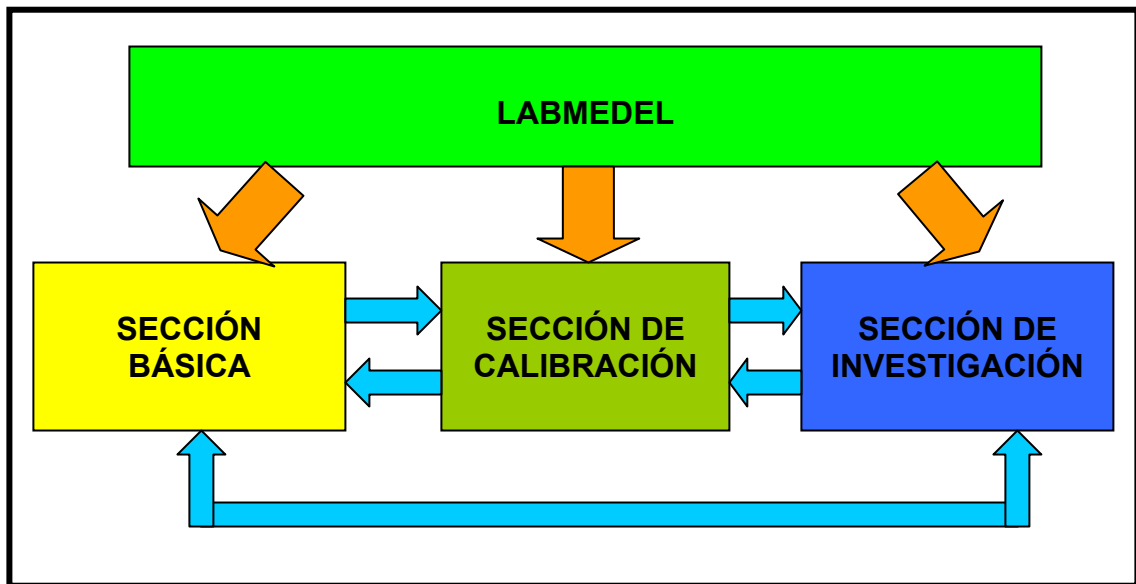 LABMEDEL
SECCIÓN
BÁSICA
SECCIÓN DE
CALIBRACIÓN
SECCIÓN DE
INVESTIGACIÓN